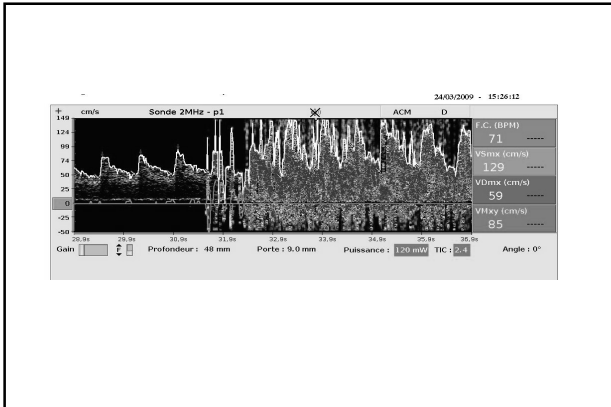 24/03/2009 - 15:26:12
+ cm/s Sonde 2MHz - p1 ACM D
149
124
99
75
50
25
0
-25
-50
28.9s 29.9s 30.9s 31.9s 32.9s 33.9s 34.9s 35.9s 36.9s
F.C. (BPM)
71 -----
VSmx (cm/s)
129 -----
VDmx (cm/s)
59 -----
VMxy (cm/s)
85 -----
Gain F Profondeur : 48 mm Porte : 9.0 mm Puissance : 120 mW TIC : 2.4 Angle : 0°